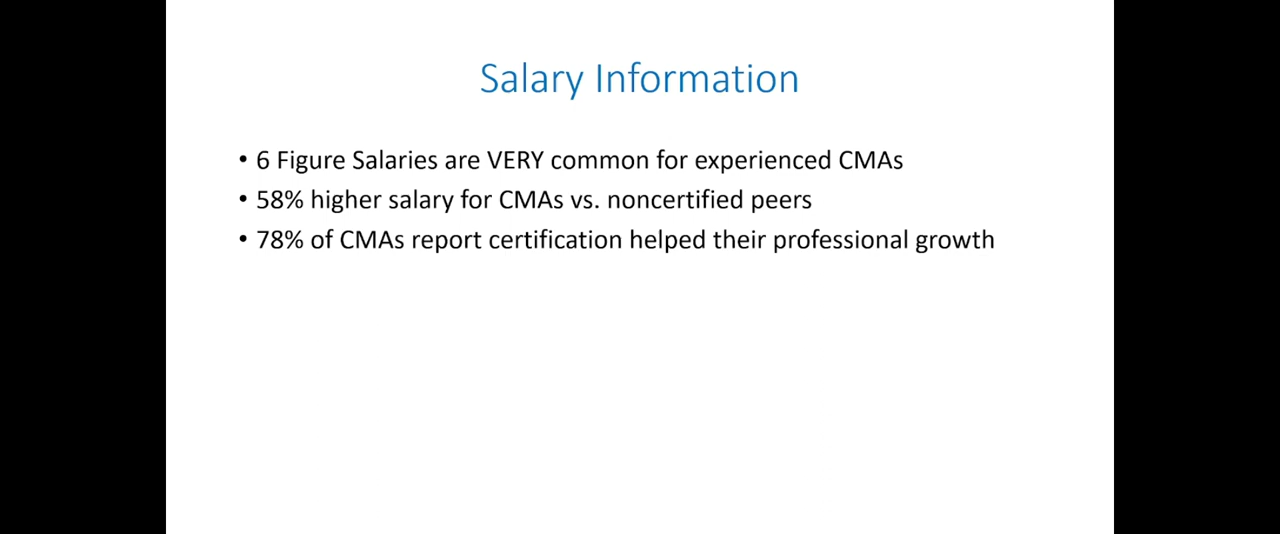 Salary Information
• 6 Figure Salaries are VERY common for experienced CMAs
• 58% higher salary for CMAs vs. noncertified peers
• 78% of CMAs report certification helped their professional growth